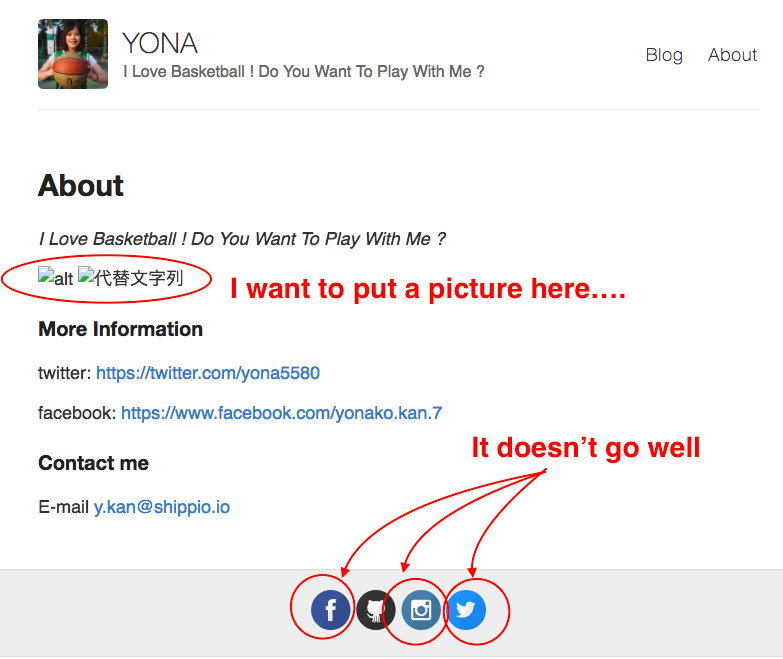 YONA
I Love Basketball ! Do You Want To Play With Me ?
Blog About
About
I Love Basketball ! Do You Want To Play With Me ?
alt 代替文字列
I want to put a picture here….
More Information
twitter: https://twitter.com/yona5580
facebook: https://www.facebook.com/yonako.kan.7
It doesn’t go well
Contact me
E-mail y.kan@shippio.io